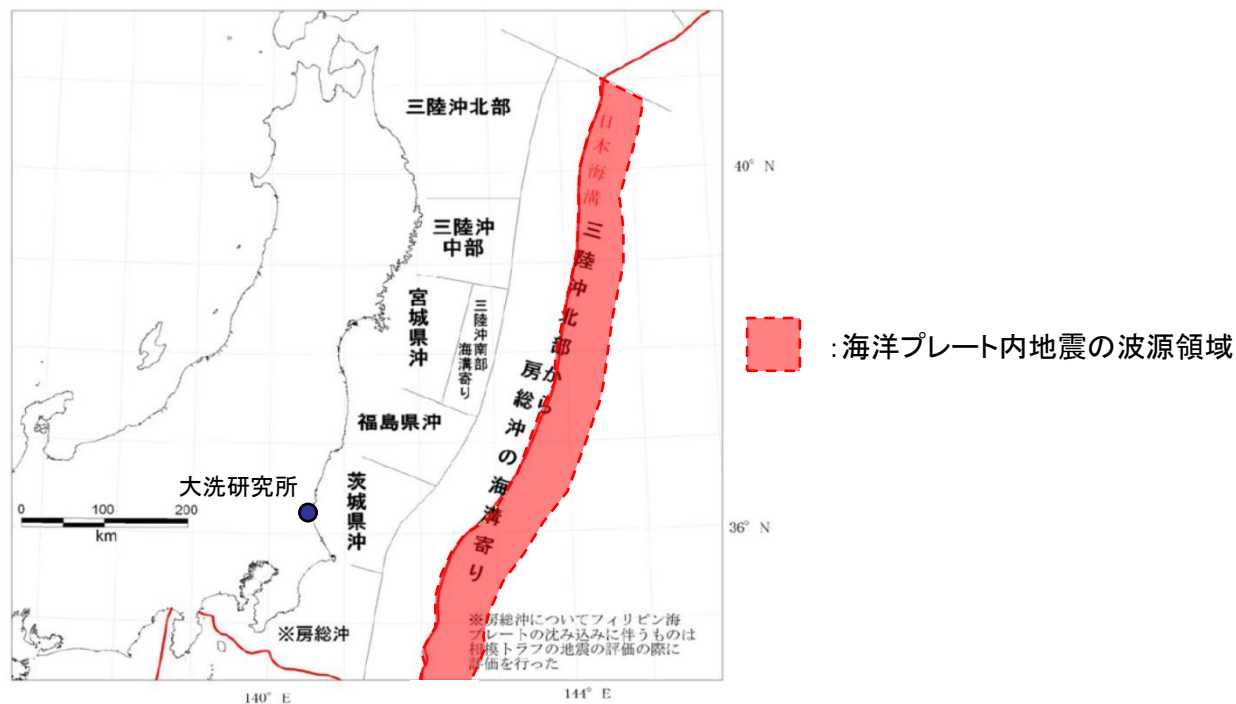 三陸沖北部
日本海溝
40° N
三陸沖
中部
三陸沖北部から
房総沖の海溝寄り
宮城県沖
三陸沖南部
海溝寄り
:海洋プレート内地震の波源領域
福島県沖
大洗研究所
茨城県沖
0 100 200
km
36° N
※房総沖
※房総沖についてフィリピン海
プレートの沈み込みに伴うものは
相模トラフの地震の評価の際に
評価を行った
140° E
144° E